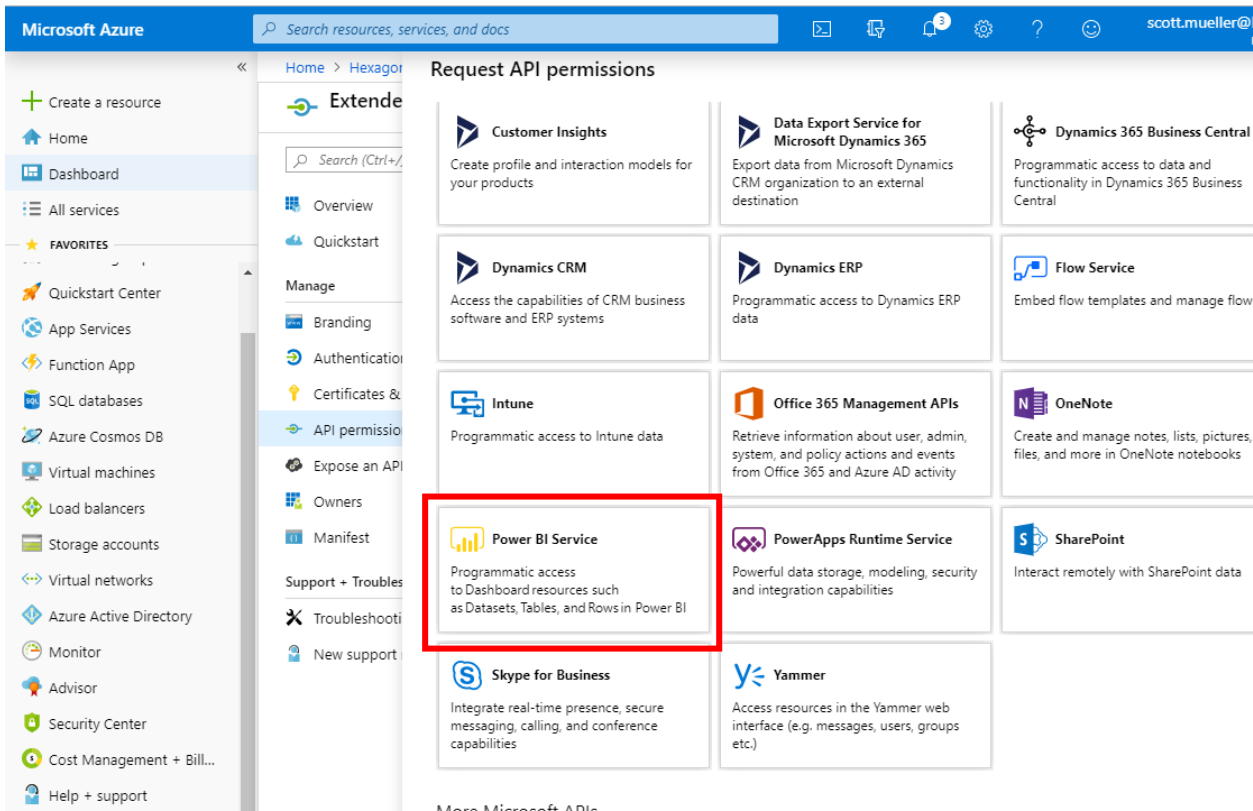 Microsoft Azure
Search resources, services, and docs
3
scott.mueller@
Create a resource
Home
Dashboard
All services
FAVORITES
Quickstart Center
App Services
Function App
SQL databases
Azure Cosmos DB
Virtual machines
Load balancers
Storage accounts
Virtual networks
Azure Active Directory
Monitor
Advisor
Security Center
Cost Management + Bill...
Help + support
Home > Hexagon
Extende
Search (Ctrl+/
Overview
Quickstart
Manage
Branding
Authentication
Certificates &
API permissio
Expose an API
Owners
Manifest
Support + Troubles
Troubleshooti
New support
Request API permissions
Customer Insights
Create profile and interaction models for
your products
Data Export Service for
Microsoft Dynamics 365
Export data from Microsoft Dynamics
CRM organization to an external
destination
Dynamics 365 Business Central
Programmatic access to data and
functionality in Dynamics 365 Business
Central
Dynamics CRM
Access the capabilities of CRM business
software and ERP systems
Dynamics ERP
Programmatic access to Dynamics ERP
data
Flow Service
Embed flow templates and manage flow
Intune
Programmatic access to Intune data
Office 365 Management APIs
Retrieve information about user, admin,
system, and policy actions and events
from Office 365 and Azure AD activity
OneNote
Create and manage notes, lists, pictures,
files, and more in OneNote notebooks
Power BI Service
Programmatic access
to Dashboard resources such
as Datasets, Tables, and Rows in Power BI
PowerApps Runtime Service
Powerful data storage, modeling, security
and integration capabilities
SharePoint
Interact remotely with SharePoint data
Skype for Business
Integrate real-time presence, secure
messaging, calling, and conference
capabilities
Yammer
Access resources in the Yammer web
interface (e.g. messages, users, groups
etc.)
More Microsoft APIs